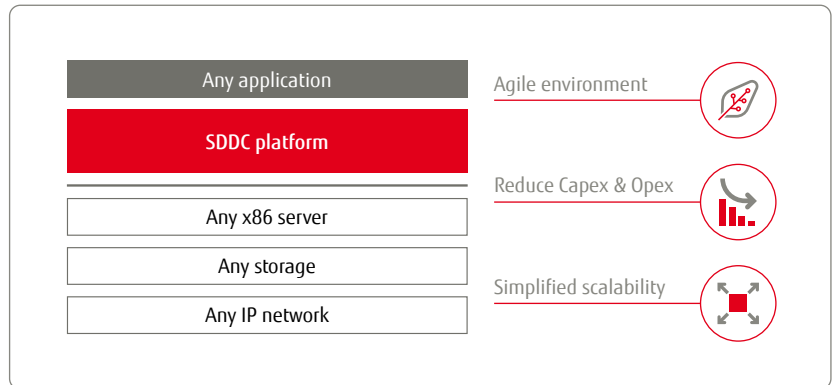 Any application
SDDC platform
Any x86 server
Any storage
Any IP network
Agile environment
Reduce Capex & Opex
Simplified scalability